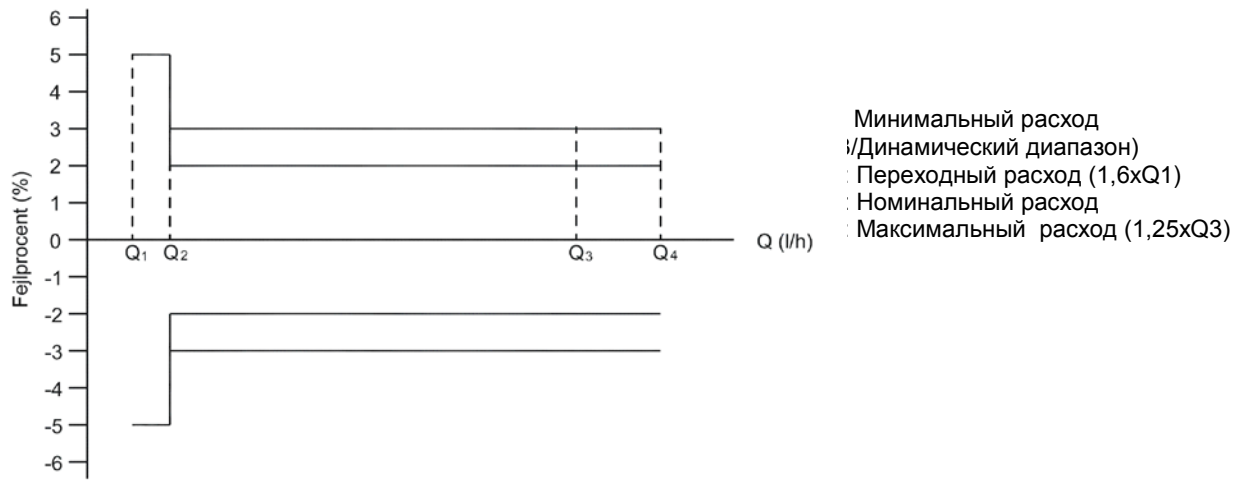 6
5
4
3
2
1
0
-1
-2
-3
-4
-5
-6
Fejlprocent (%)
Q₁ Q₂ Q₃ Q₄
Q (l/h)
Минимальный расход
/Динамический диапазон)
: Переходный расход (1,6xQ1)
: Номинальный расход
: Максимальный расход (1,25xQ3)